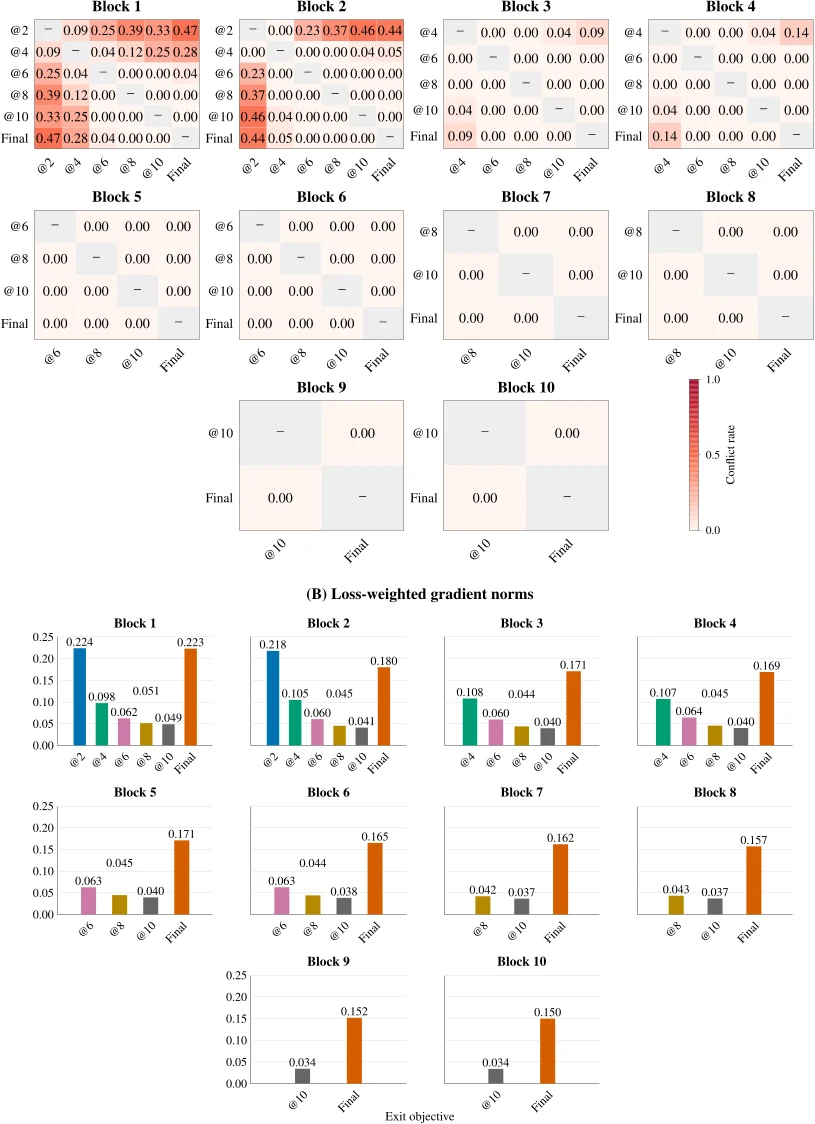 Block 1 Block 2 Block 3 Block 4
@2 – 0.09 0.25 0.39 0.33 0.47 @2 – 0.00 0.23 0.37 0.46 0.44 @4 – 0.00 0.00 0.04 0.09 @4 – 0.00 0.00 0.04 0.14
@4 0.09 – 0.04 0.12 0.25 0.28 @4 0.00 – 0.00 0.00 0.04 0.05 @6 0.00 – 0.00 0.00 0.00 @6 0.00 – 0.00 0.00 0.00
@6 0.25 0.04 – 0.00 0.00 0.04 @6 0.23 0.00 – 0.00 0.00 0.00 @8 0.00 0.00 – 0.00 0.00 @8 0.00 0.00 – 0.00 0.00
@8 0.39 0.12 0.00 – 0.00 0.00 @8 0.37 0.00 0.00 – 0.00 0.00 @10 0.04 0.00 0.00 – 0.00 @10 0.04 0.00 0.00 – 0.00
@10 0.33 0.25 0.00 0.00 – 0.00 @10 0.46 0.04 0.00 0.00 – 0.00 Final 0.09 0.00 0.00 0.00 – Final 0.14 0.00 0.00 0.00 –
Final 0.47 0.28 0.04 0.00 0.00 – Final 0.44 0.05 0.00 0.00 0.00 –
@2 @4 @6 @8 @10 Final @2 @4 @6 @8 @10 Final @4 @6 @8 @10 Final @4 @6 @8 @10 Final
Block 5 Block 6 Block 7 Block 8
@6 – 0.00 0.00 0.00 @6 – 0.00 0.00 0.00 @8 – 0.00 0.00 @8 – 0.00 0.00
@8 0.00 – 0.00 0.00 @8 0.00 – 0.00 0.00 @10 0.00 – 0.00 @10 0.00 – 0.00
@10 0.00 0.00 – 0.00 @10 0.00 0.00 – 0.00 Final 0.00 0.00 – Final 0.00 0.00 –
Final 0.00 0.00 0.00 – Final 0.00 0.00 0.00 –
@6 @8 @10 Final @6 @8 @10 Final @8 @10 Final @8 @10 Final
Block 9 Block 10
@10 – 0.00 @10 – 0.00
Final 0.00 – Final 0.00 –
@10 Final @10 Final
1.0
0.5
0.0
Conflict rate
(B) Loss-weighted gradient norms
Block 1 Block 2 Block 3 Block 4
0.25
0.20
0.15
0.10
0.05
0.00
0.224 0.098 0.062 0.051 0.049 0.223
0.218 0.105 0.060 0.045 0.041 0.180
0.108 0.060 0.044 0.040 0.171
0.107 0.064 0.045 0.040 0.169
@2 @4 @6 @8 @10 Final @2 @4 @6 @8 @10 Final @4 @6 @8 @10 Final @4 @6 @8 @10 Final
Block 5 Block 6 Block 7 Block 8
0.25
0.20
0.15
0.10
0.05
0.00
0.063 0.045 0.040 0.171
0.063 0.044 0.038 0.165
0.042 0.037 0.162
0.043 0.037 0.157
@6 @8 @10 Final @6 @8 @10 Final @8 @10 Final @8 @10 Final
Block 9 Block 10
0.25
0.20
0.15
0.10
0.05
0.00
0.034 0.152
0.034 0.150
@10 Final @10 Final
Exit objective